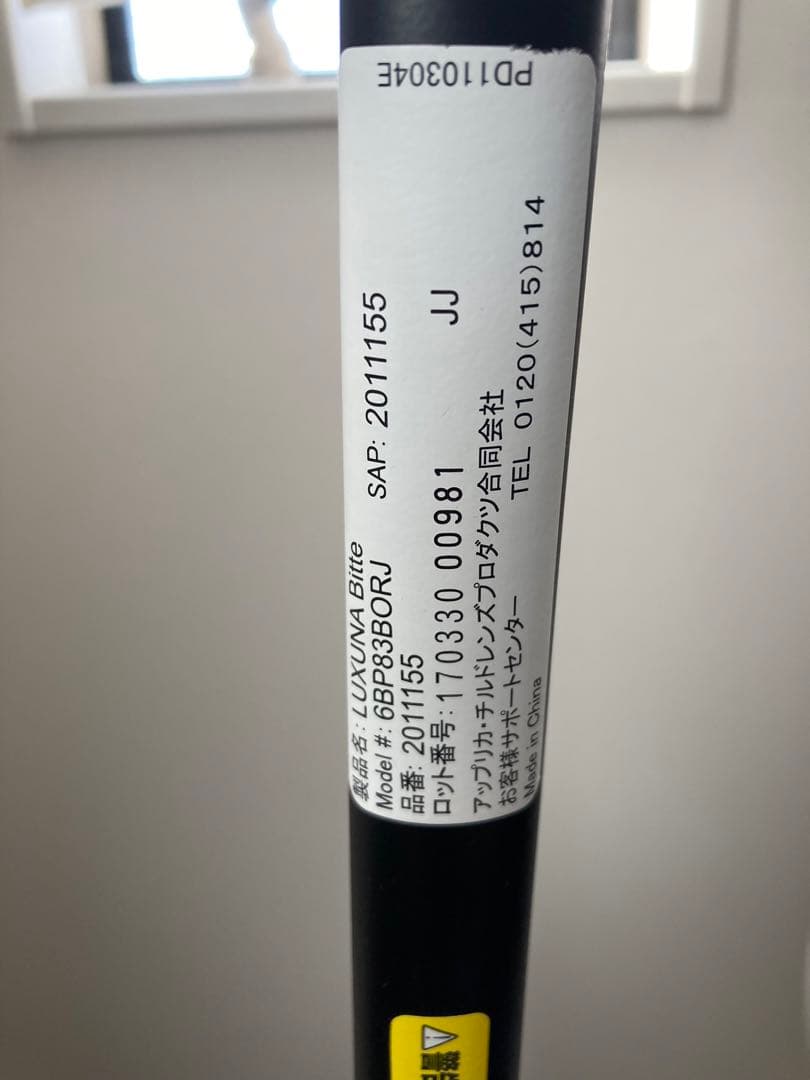 製品名: LUXUNA Bitte
Model #: 6BP83BORJ SAP: 2011155
品番: 2011155
ロット番号: 170330 00981 JJ
アップリカ・チルドレンズプロダクツ合同会社
お客様サポートセンター TEL 0120(415)814
Made in China
PD110304E